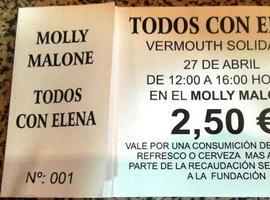 MOLLY
MALONE
TODOS
CON ELENA
Nº: 001
TODOS CON EL
VERMOUTH SOLIDA
27 DE ABRIL
DE 12:00 A 16:00 HO
EN EL MOLLY MALO
2,50 €
VALE POR UNA CONSUMICIÓN DE
REFRESCO O CERVEZA MAS A
PARTE DE LA RECAUDACIÓN SE
A LA FUNDACIÓN